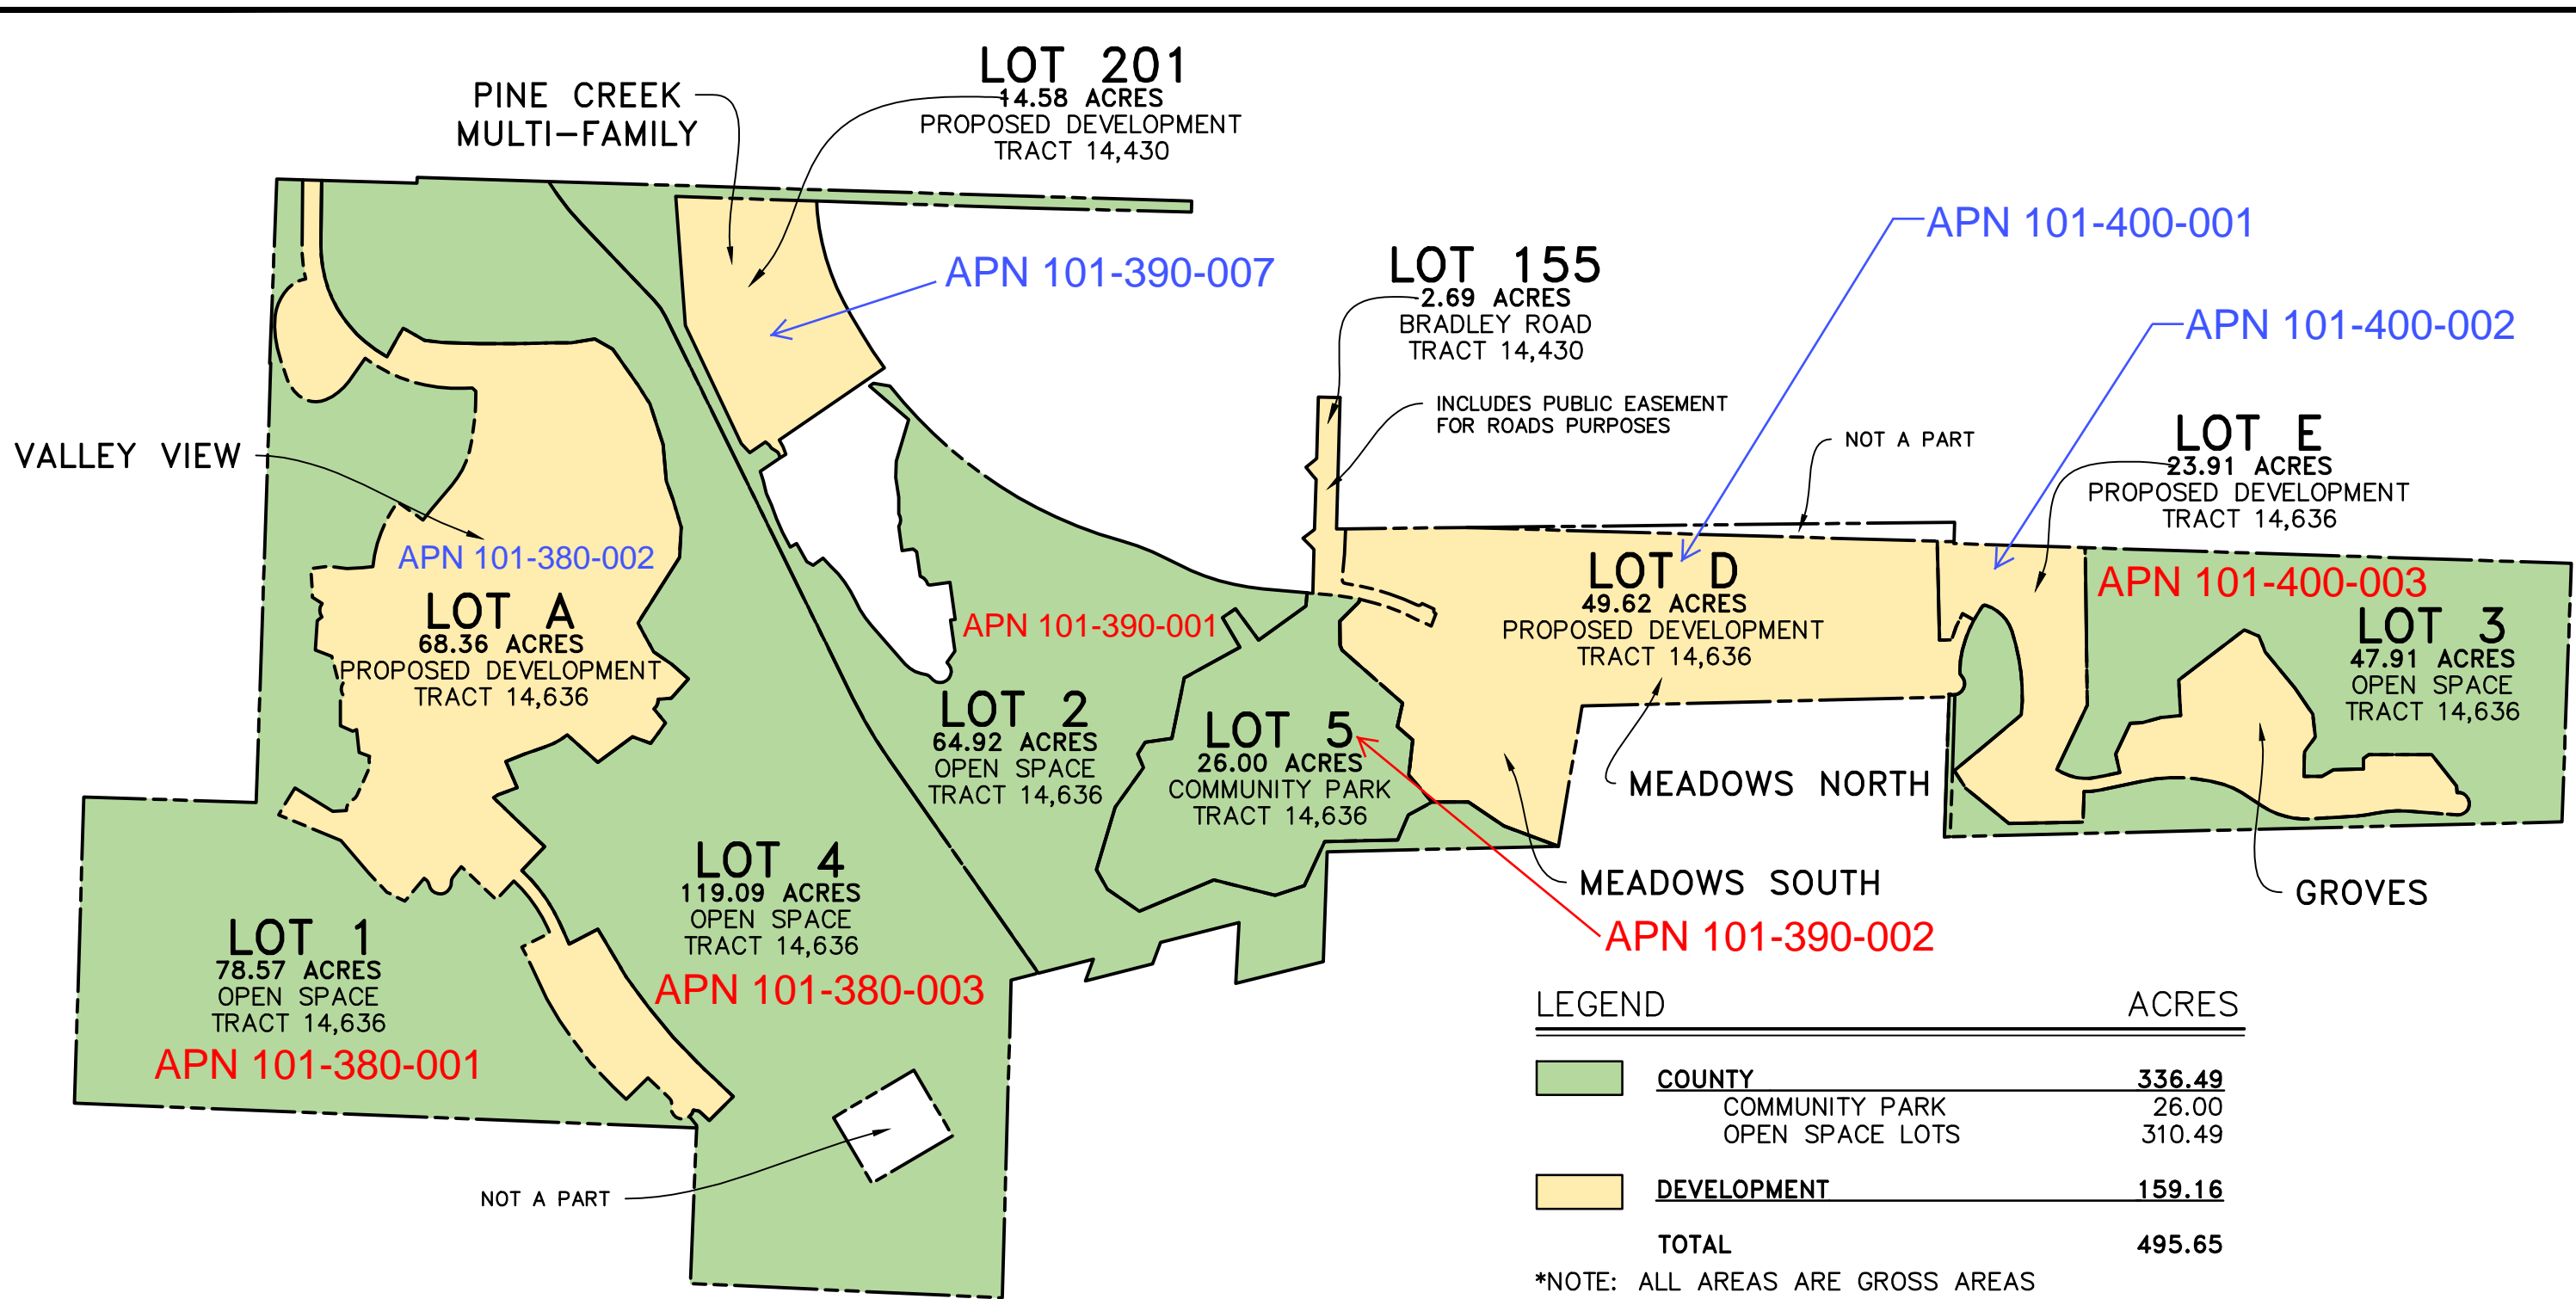 LOT 201
14.58 ACRES
PROPOSED DEVELOPMENT
TRACT 14,430
PINE CREEK
MULTI-FAMILY
APN 101-390-007
APN 101-400-001
LOT 155
2.69 ACRES
BRADLEY ROAD
TRACT 14,430
INCLUDES PUBLIC EASEMENT
FOR ROADS PURPOSES
APN 101-400-002
NOT A PART
LOT E
23.91 ACRES
PROPOSED DEVELOPMENT
TRACT 14,636
VALLEY VIEW
APN 101-380-002
LOT A
68.36 ACRES
PROPOSED DEVELOPMENT
TRACT 14,636
APN 101-390-001
LOT 2
64.92 ACRES
OPEN SPACE
TRACT 14,636
LOT 5
26.00 ACRES
COMMUNITY PARK
TRACT 14,636
LOT D
49.62 ACRES
PROPOSED DEVELOPMENT
TRACT 14,636
APN 101-400-003
LOT 3
47.91 ACRES
OPEN SPACE
TRACT 14,636
MEADOWS NORTH
MEADOWS SOUTH
APN 101-390-002
GROVES
LOT 4
119.09 ACRES
OPEN SPACE
TRACT 14,636
APN 101-380-003
LOT 1
78.57 ACRES
OPEN SPACE
TRACT 14,636
APN 101-380-001
NOT A PART
LEGEND ACRES
COUNTY 336.49
COMMUNITY PARK 26.00
OPEN SPACE LOTS 310.49
DEVELOPMENT 159.16
TOTAL 495.65
*NOTE: ALL AREAS ARE GROSS AREAS